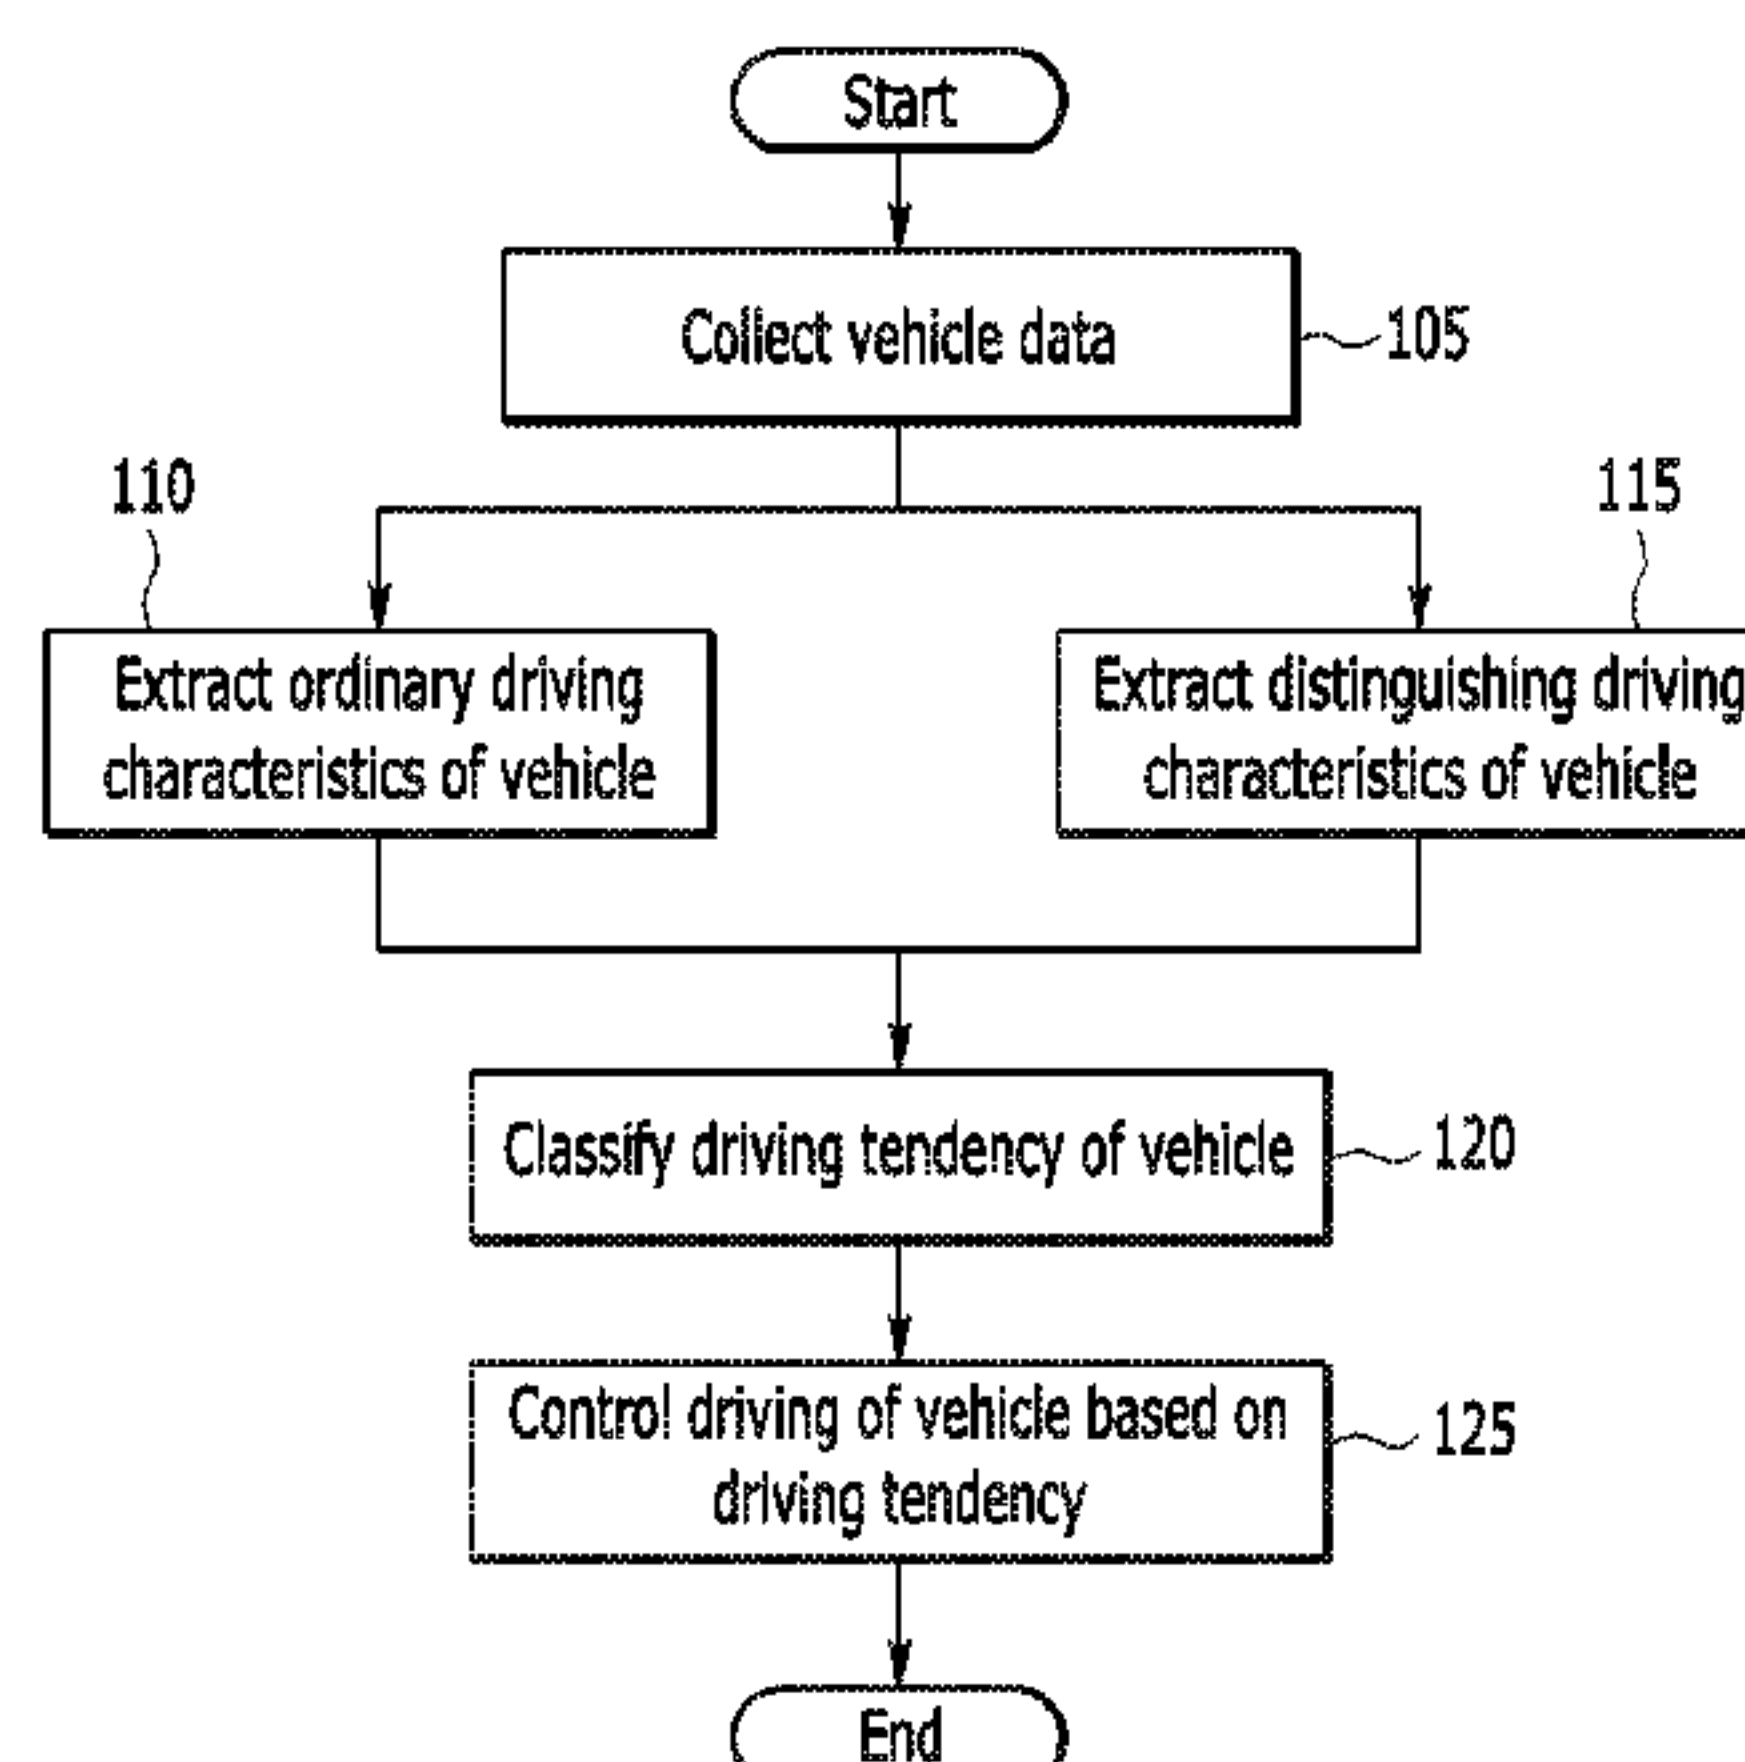 Start
Collect vehicle data
105
110
115
Extract ordinary driving
characteristics of vehicle
Extract distinguishing driving
characteristics of vehicle
Classify driving tendency of vehicle
120
Control driving of vehicle based on
driving tendency
125
End